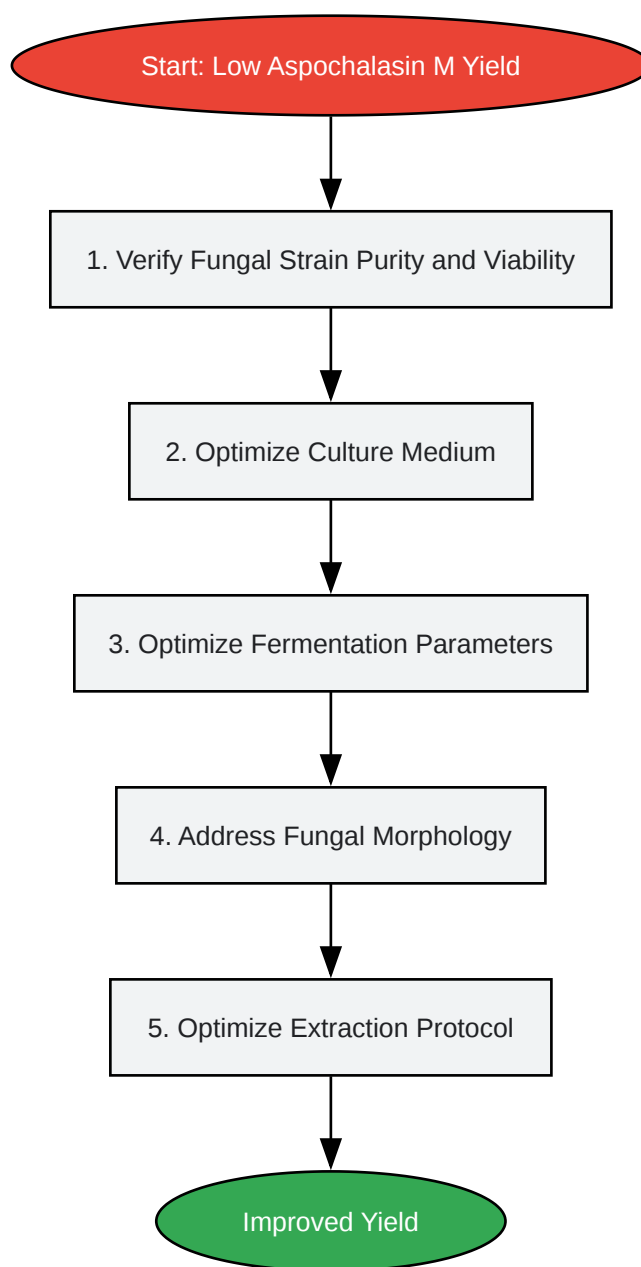 Start: Low Aspochalasin M Yield
1. Verify Fungal Strain Purity and Viability
2. Optimize Culture Medium
3. Optimize Fermentation Parameters
4. Address Fungal Morphology
5. Optimize Extraction Protocol
Improved Yield